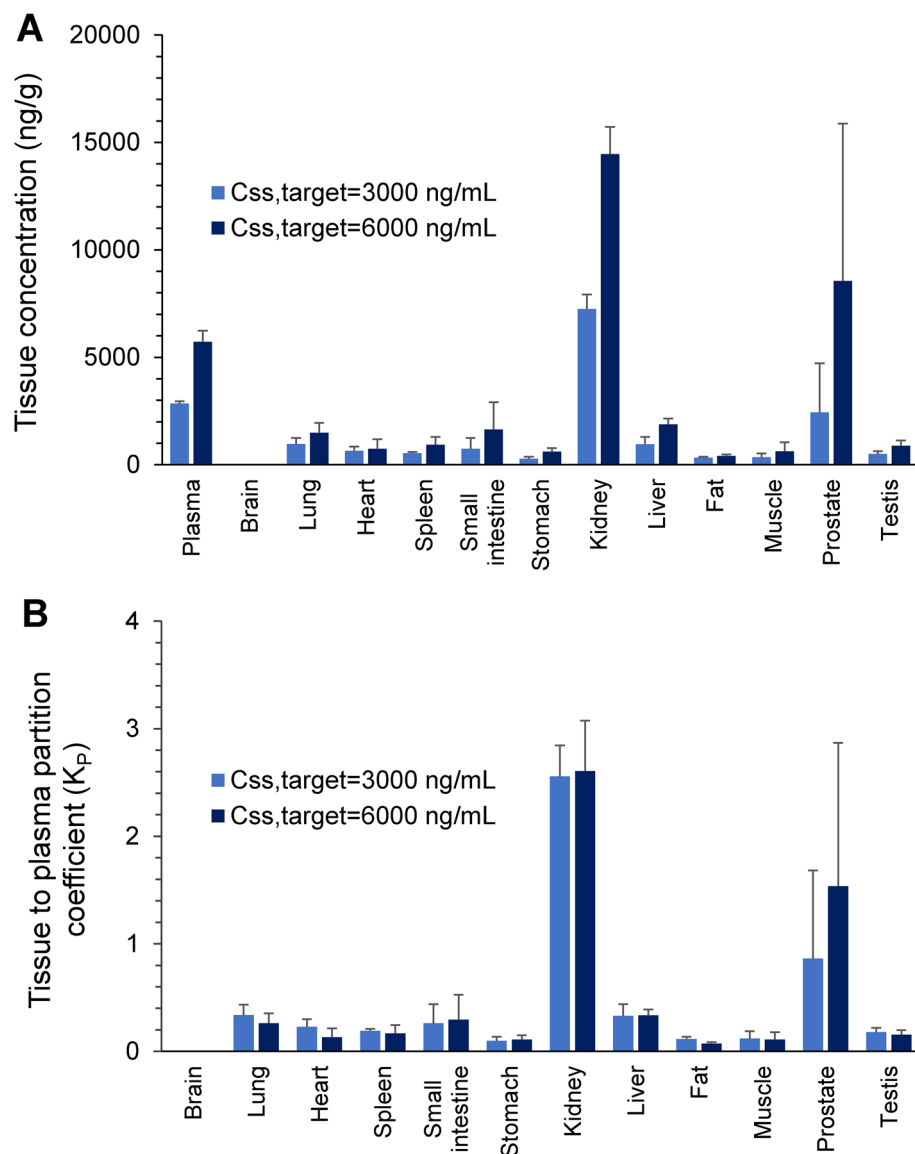 A
Tissue concentration (ng/g)
20000
15000
10000
5000
0
Css,target=3000 ng/mL
Css,target=6000 ng/mL
Plasma
Brain
Lung
Heart
Spleen
Small
intestine
Stomach
Kidney
Liver
Fat
Muscle
Prostate
Testis
B
Tissue to plasma partition
coefficient (KP)
4
3
2
1
0
Css,target=3000 ng/mL
Css,target=6000 ng/mL
Brain
Lung
Heart
Spleen
Small
intestine
Stomach
Kidney
Liver
Fat
Muscle
Prostate
Testis